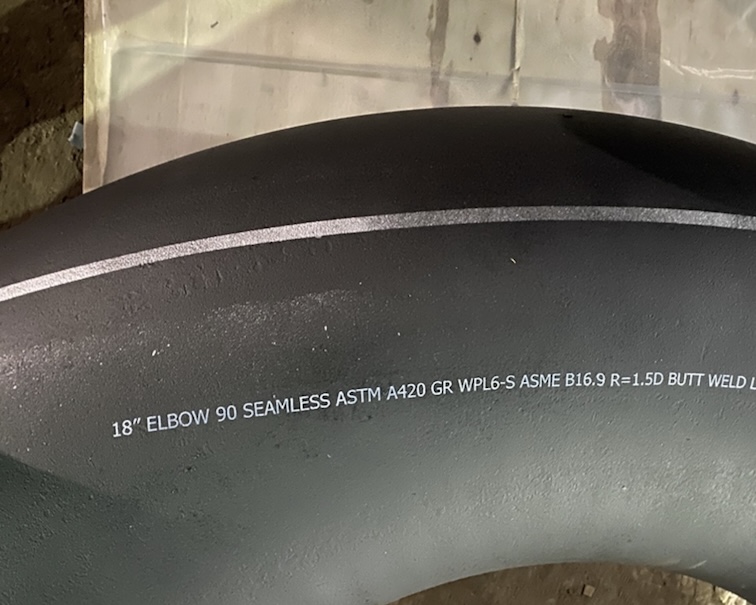 18" ELBOW 90 SEAMLESS ASTM A420 GR WPL6-S ASME B16.9 R=1.5D BUTT WELD L